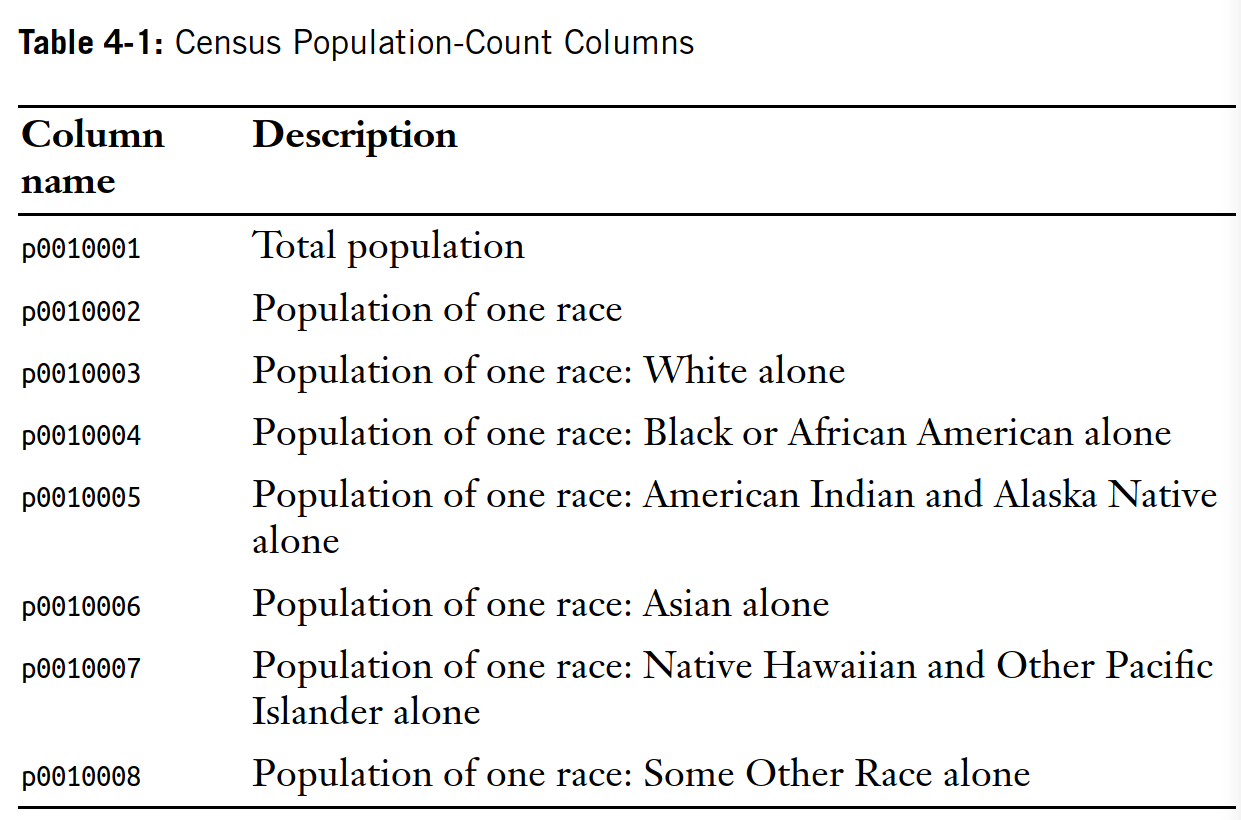 Table 4-1: Census Population-Count Columns
Column Description
name
p0010001 Total population
p0010002 Population of one race
p0010003 Population of one race: White alone
p0010004 Population of one race: Black or African American alone
p0010005 Population of one race: American Indian and Alaska Native
alone
p0010006 Population of one race: Asian alone
p0010007 Population of one race: Native Hawaiian and Other Pacific
Islander alone
p0010008 Population of one race: Some Other Race alone